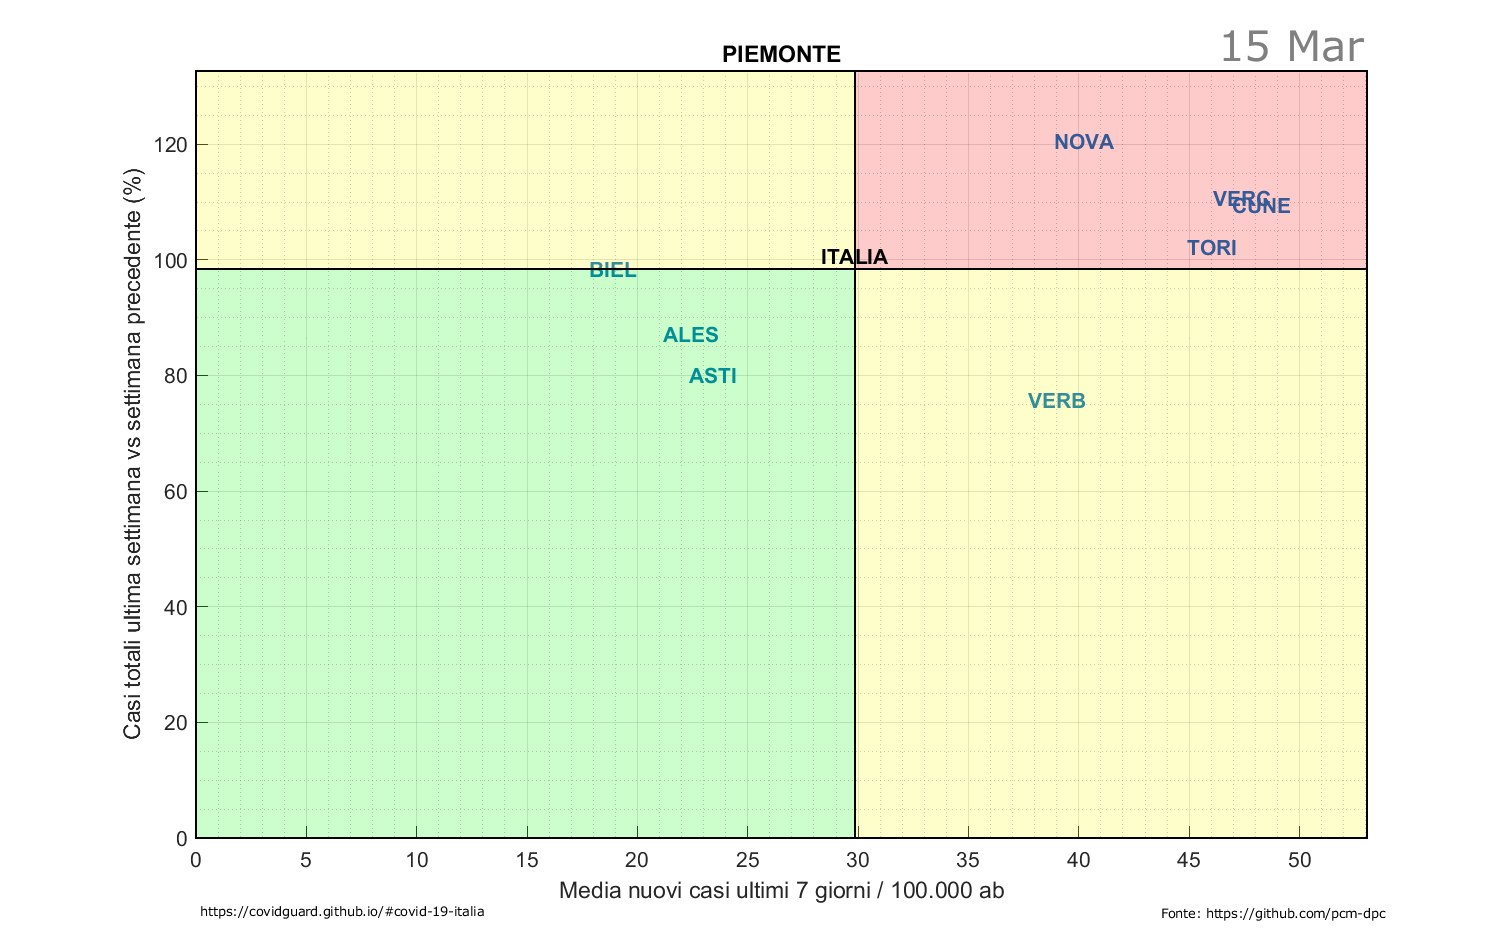 15 Mar
PIEMONTE
Casi totali ultima settimana vs settimana precedente (%)
120
100
80
60
40
20
0
NOVA
VERC
CUNE
TORI
ITALIA
BIEL
ALES
ASTI
VERB
0 5 10 15 20 25 30 35 40 45 50
Media nuovi casi ultimi 7 giorni / 100.000 ab
https://covidguard.github.io/#covid-19-italia
Fonte: https://github.com/pcm-dpc